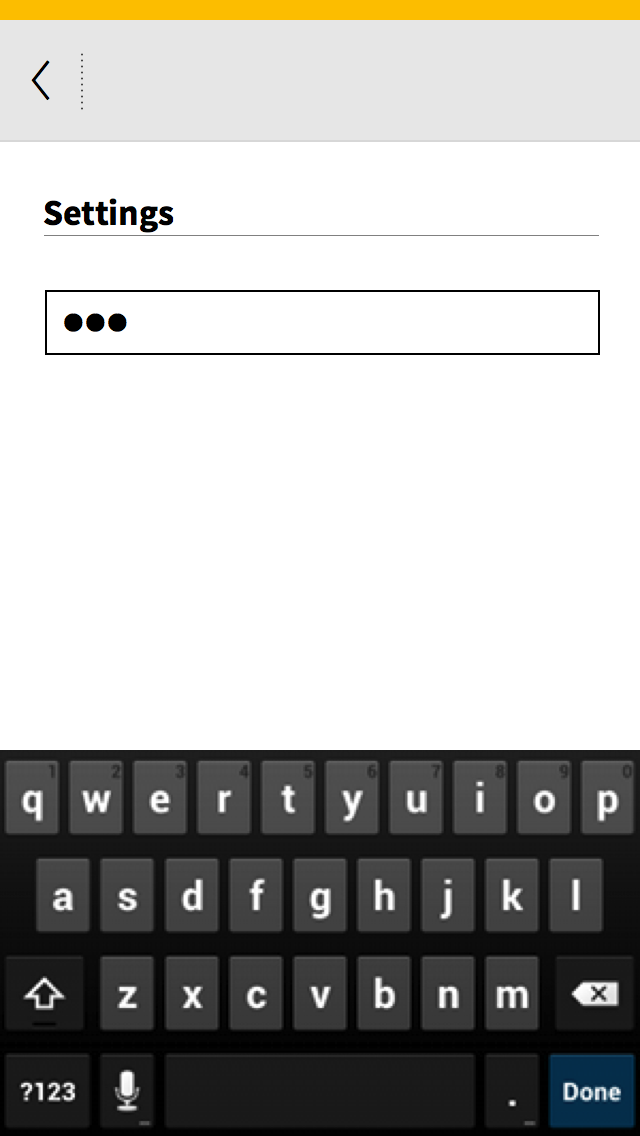 Settings
●●●
1 2 3 4 5 6 7 8 9 0
q w e r t y u i o p
a s d f g h j k l
z x c v b n m
?123 . Done